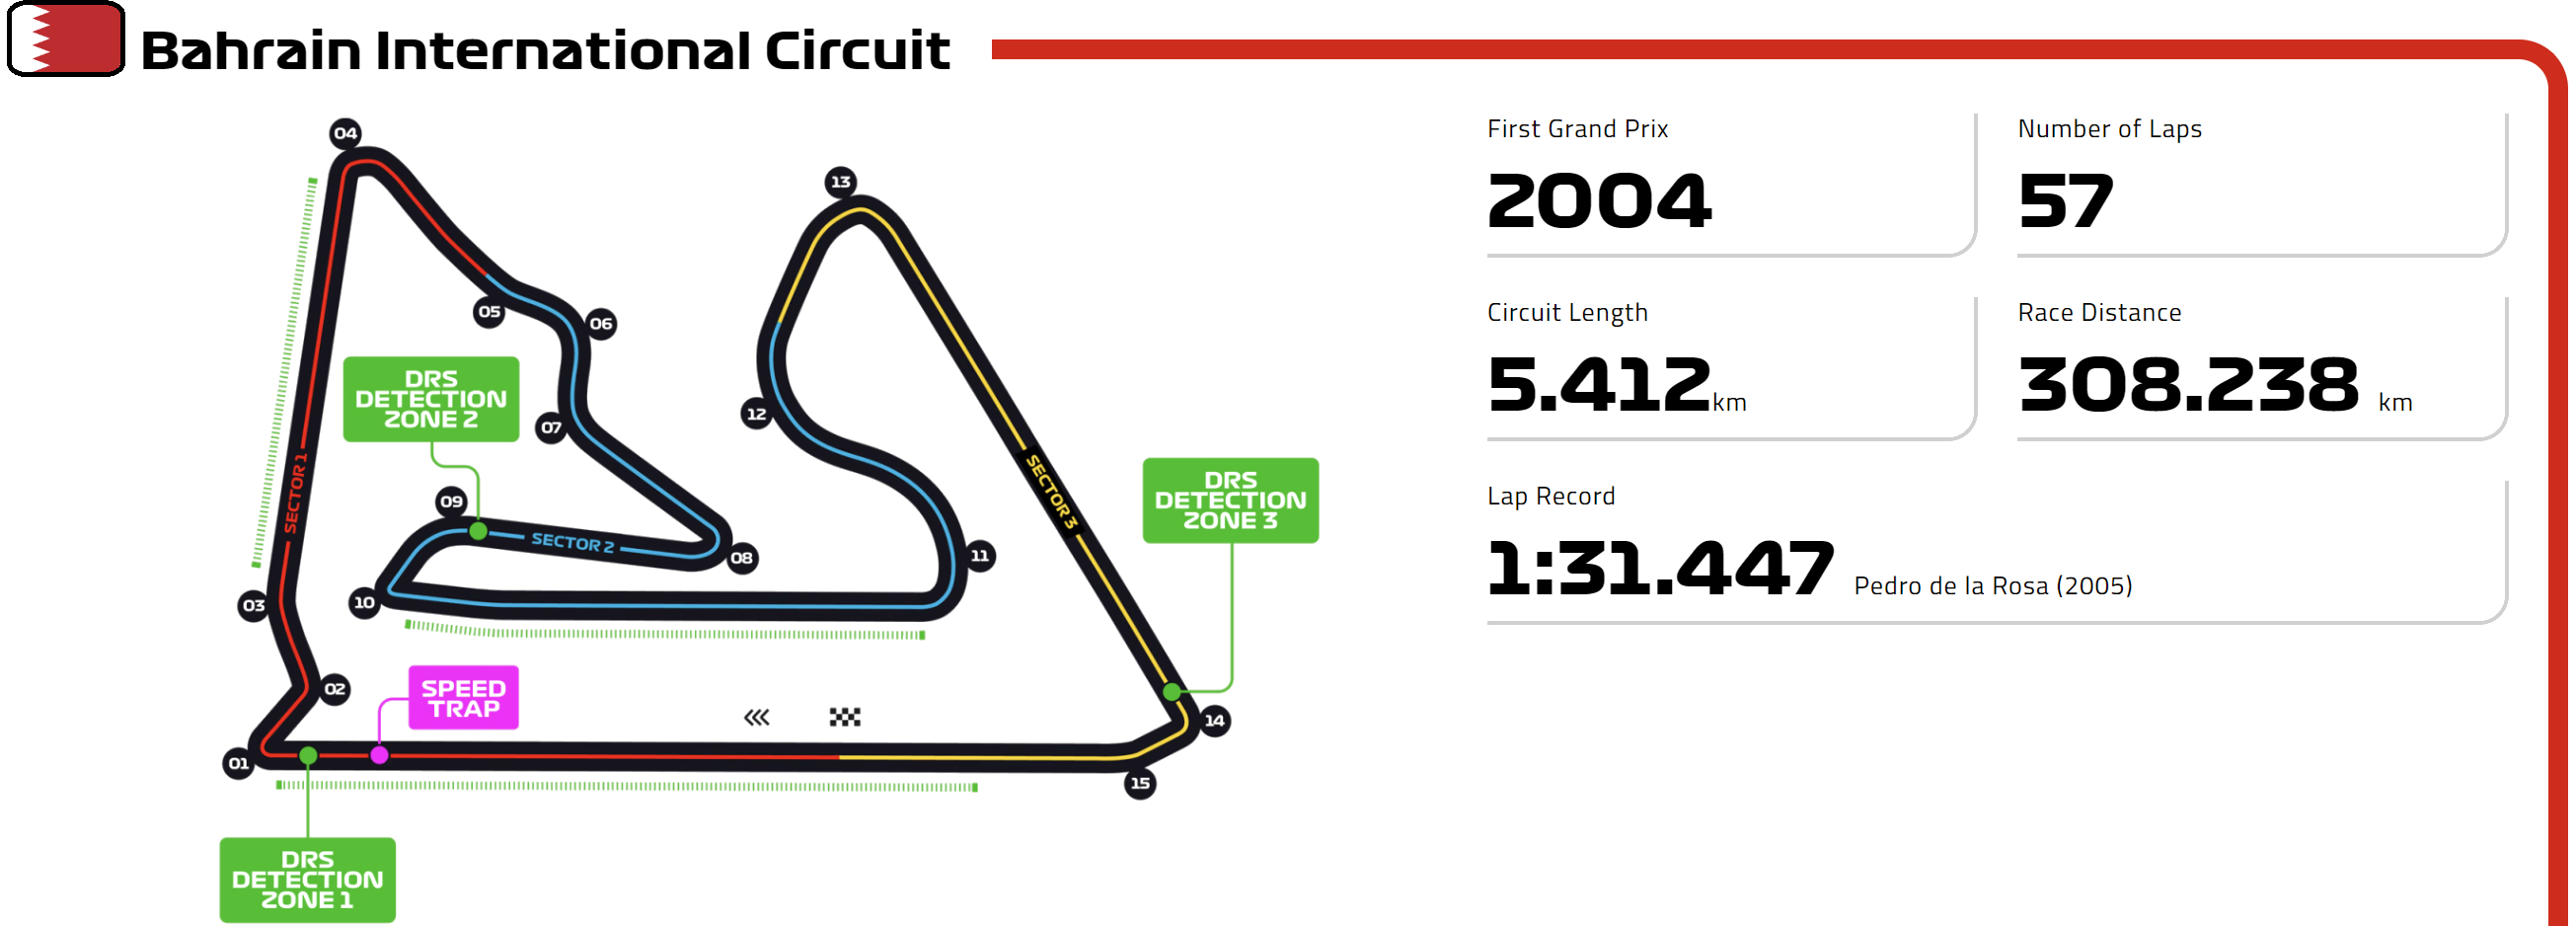 Bahrain International Circuit
04
13
05
06
DRS
DETECTION
ZONE 2
12
07
SECTOR 1
09
SECTOR 2
08
SECTOR 3
11
DRS
DETECTION
ZONE 3
03
10
02
SPEED
TRAP
14
01
15
DRS
DETECTION
ZONE 1
First Grand Prix
2004
Number of Laps
57
Circuit Length
5.412km
Race Distance
308.238 km
Lap Record
1:31.447 Pedro de la Rosa (2005)